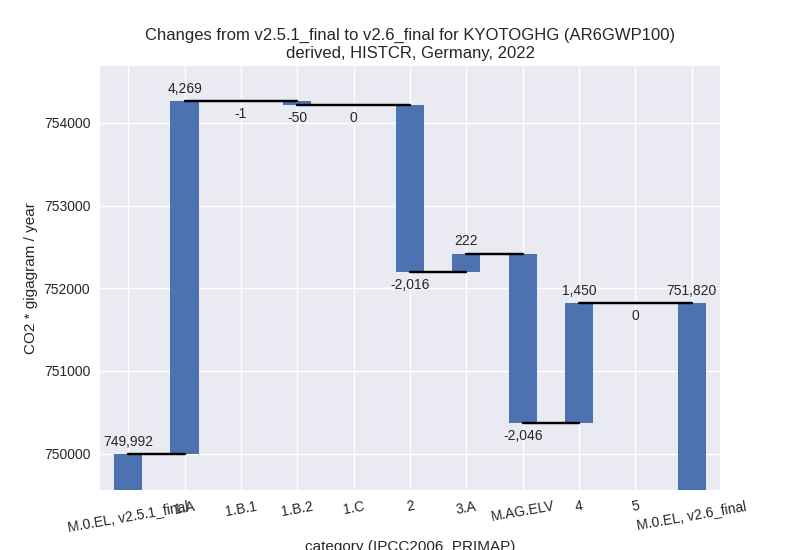 Changes from v2.5.1_final to v2.6_final for KYOTOGHG (AR6GWP100)
derived, HISTCR, Germany, 2022
CO2 * gigagram / year
754000
753000
752000
751000
750000
749,992
4,269
-1
-50
0
-2,016
222
-2,046
1,450
0
751,820
M.0.EL, v2.5.1_final
1.A
1.B.1
1.B.2
1.C
2
3.A
M.AG.ELV
4
5
M.0.EL, v2.6_final
category (IPCC2006_PRIMAP)